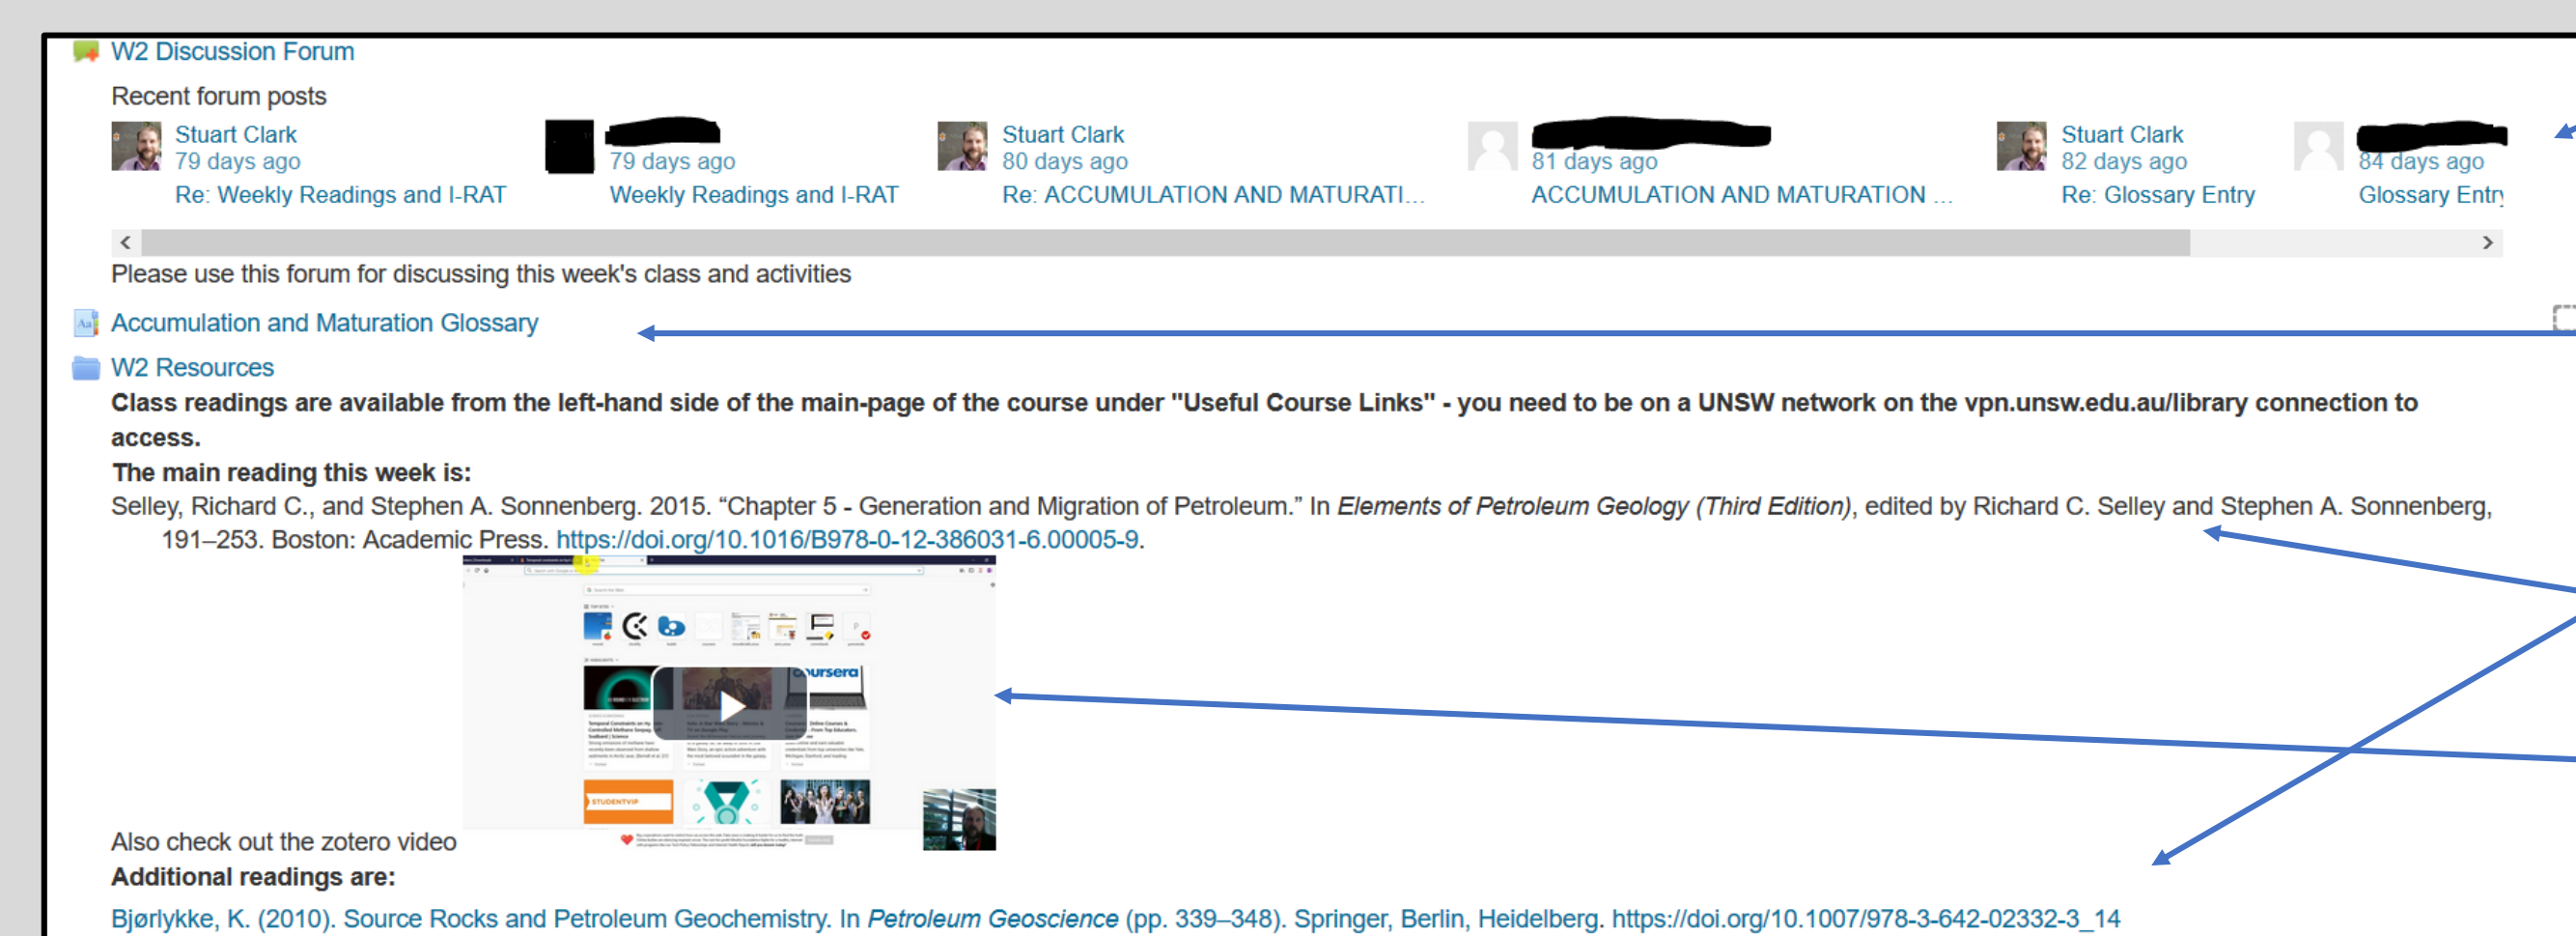 W2 Discussion Forum
Recent forum posts
Stuart Clark
79 days ago
Re: Weekly Readings and I-RAT
79 days ago
Weekly Readings and I-RAT
Stuart Clark
80 days ago
Re: ACCUMULATION AND MATURATI...
81 days ago
ACCUMULATION AND MATURATION ...
Stuart Clark
82 days ago
Re: Glossary Entry
84 days ago
Glossary Entry
Please use this forum for discussing this week's class and activities
Accumulation and Maturation Glossary
W2 Resources
Class readings are available from the left-hand side of the main-page of the course under "Useful Course Links" - you need to be on a UNSW network on the vpn.unsw.edu.au/library connection to
access.
The main reading this week is:
Selley, Richard C., and Stephen A. Sonnenberg. 2015. “Chapter 5 - Generation and Migration of Petroleum.” In Elements of Petroleum Geology (Third Edition), edited by Richard C. Selley and Stephen A. Sonnenberg,
191–253. Boston: Academic Press. https://doi.org/10.1016/B978-0-12-386031-6.00005-9.
coursera
STUDENTVIP
Also check out the zotero video
Additional readings are:
Bjørlykke, K. (2010). Source Rocks and Petroleum Geochemistry. In Petroleum Geoscience (pp. 339–348). Springer, Berlin, Heidelberg. https://doi.org/10.1007/978-3-642-02332-3_14